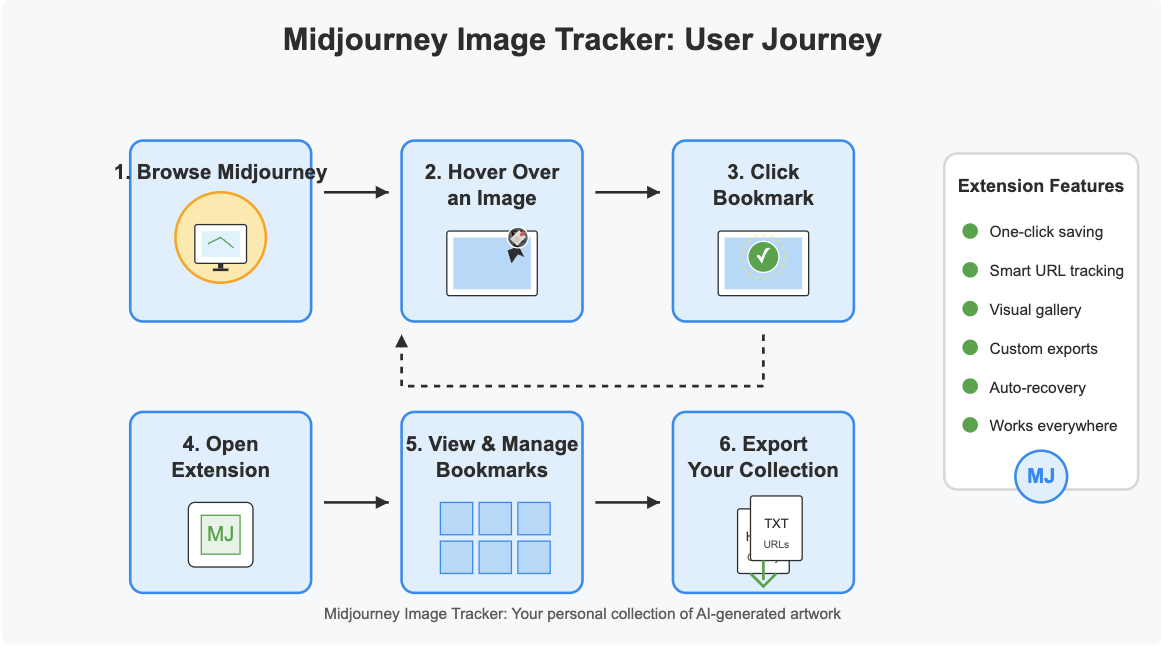 Midjourney Image Tracker: User Journey
1. Browse Midjourney
2. Hover Over
an Image
3. Click
Bookmark
4. Open
Extension
MJ
5. View & Manage
Bookmarks
6. Export
Your Collection
TXT
URLs
Extension Features
One-click saving
Smart URL tracking
Visual gallery
Custom exports
Auto-recovery
Works everywhere
MJ
Midjourney Image Tracker: Your personal collection of AI-generated artwork